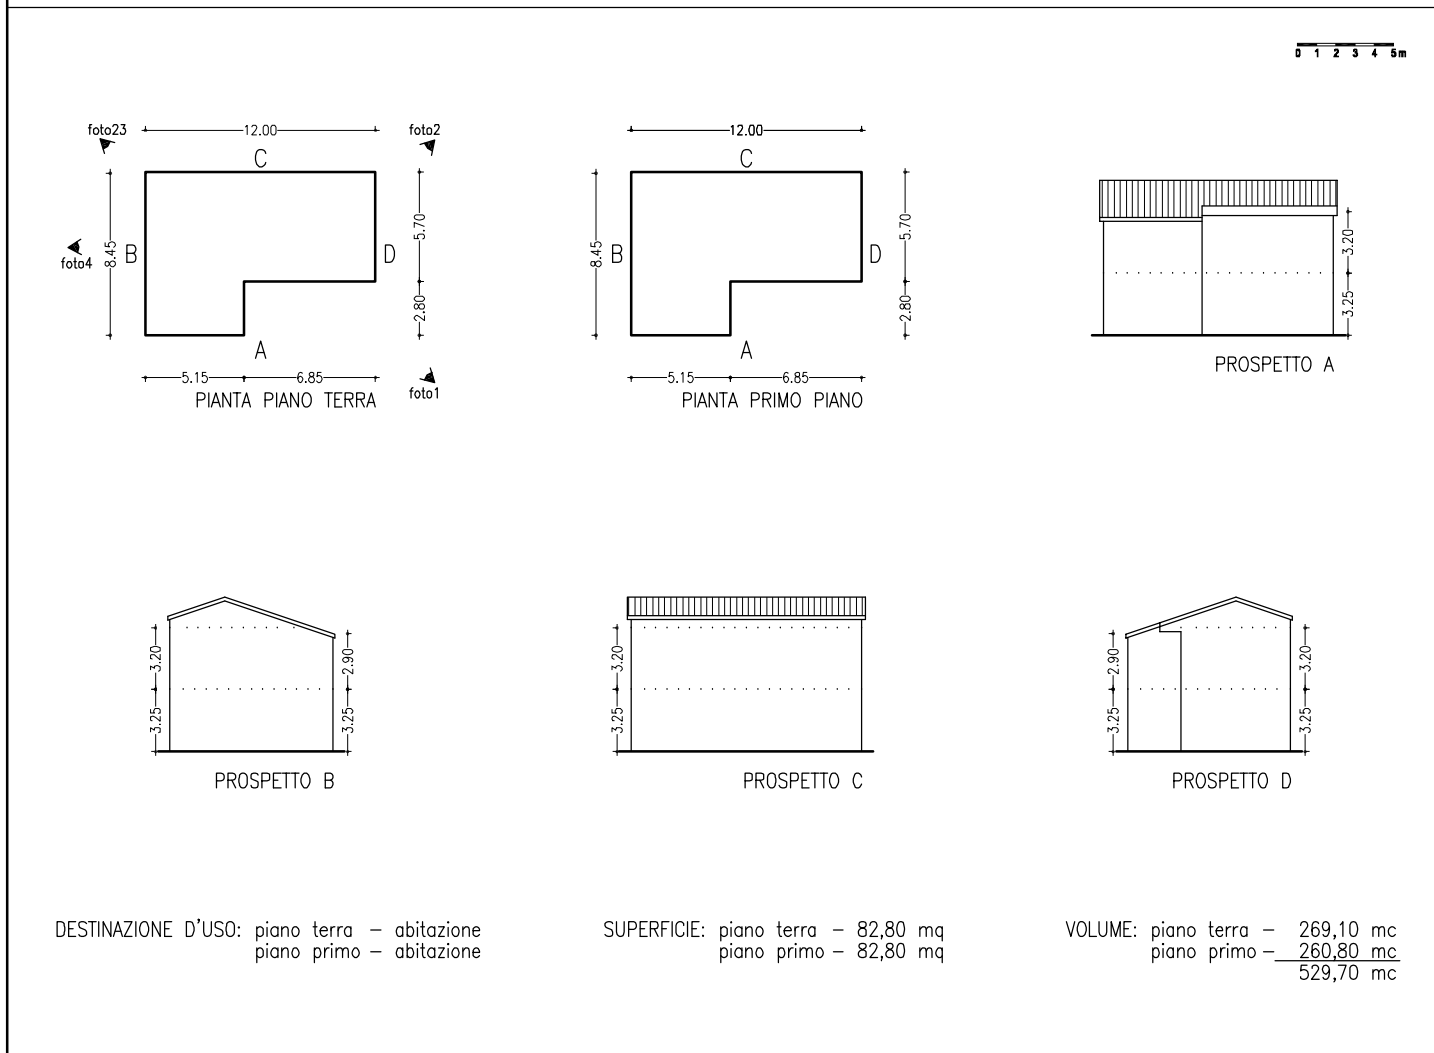 0 1 2 3 4 5m
foto23
12.00
foto2
C
8.45
B
D
5.70
2.80
foto4
A
5.15
6.85
foto1
PIANTA PIANO TERRA
12.00
C
8.45
B
D
5.70
2.80
A
5.15
6.85
PIANTA PRIMO PIANO
3.20
3.25
PROSPETTO A
3.20
3.25
2.90
3.25
PROSPETTO B
3.20
3.25
PROSPETTO C
2.90
3.25
3.20
3.25
PROSPETTO D
DESTINAZIONE D'USO: piano terra – abitazione
piano primo – abitazione
SUPERFICIE: piano terra – 82,80 mq
piano primo – 82,80 mq
VOLUME: piano terra – 269,10 mc
piano primo – 260,80 mc
529,70 mc